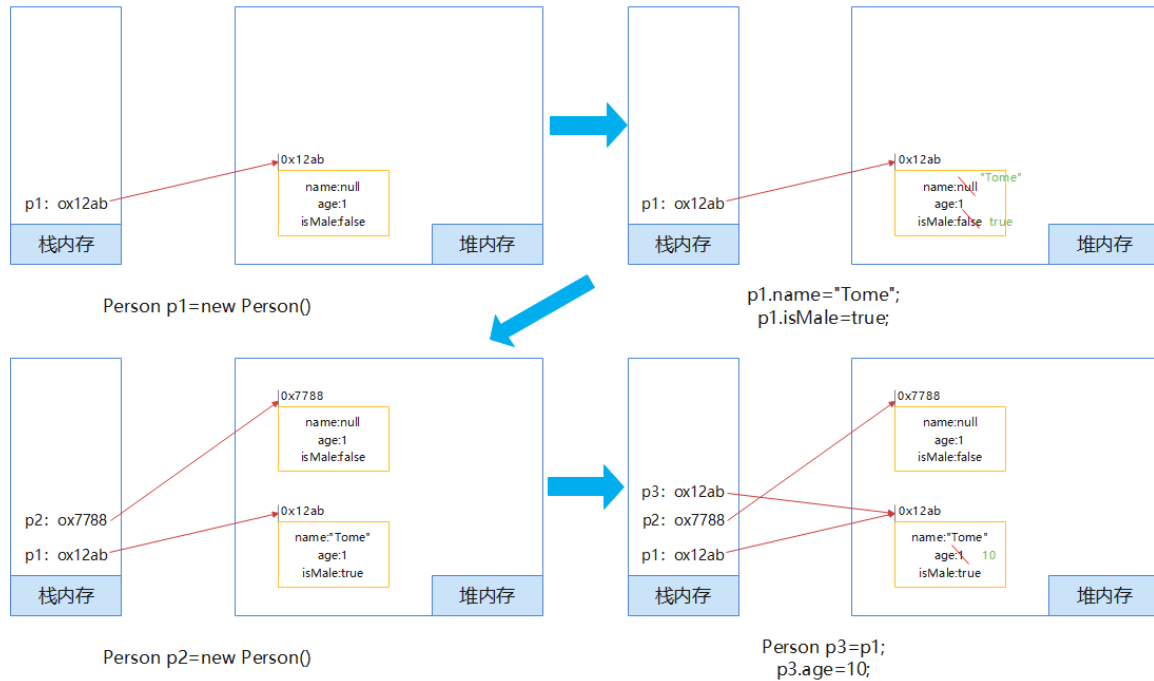 0x12ab
name:null
age:1
isMale:false
p1: ox12ab
栈内存
堆内存
Person p1=new Person()
0x12ab
name:null "Tome"
age:1
isMale:false true
p1: ox12ab
栈内存
堆内存
p1.name="Tome";
p1.isMale=true;
0x7788
name:null
age:1
isMale:false
p2: ox7788
0x12ab
name:"Tome"
age:1
isMale:true
p1: ox12ab
栈内存
堆内存
Person p2=new Person()
0x7788
name:null
age:1
isMale:false
p3: ox12ab
p2: ox7788
0x12ab
name:"Tome"
age:1 10
isMale:true
p1: ox12ab
栈内存
堆内存
Person p3=p1;
p3.age=10;